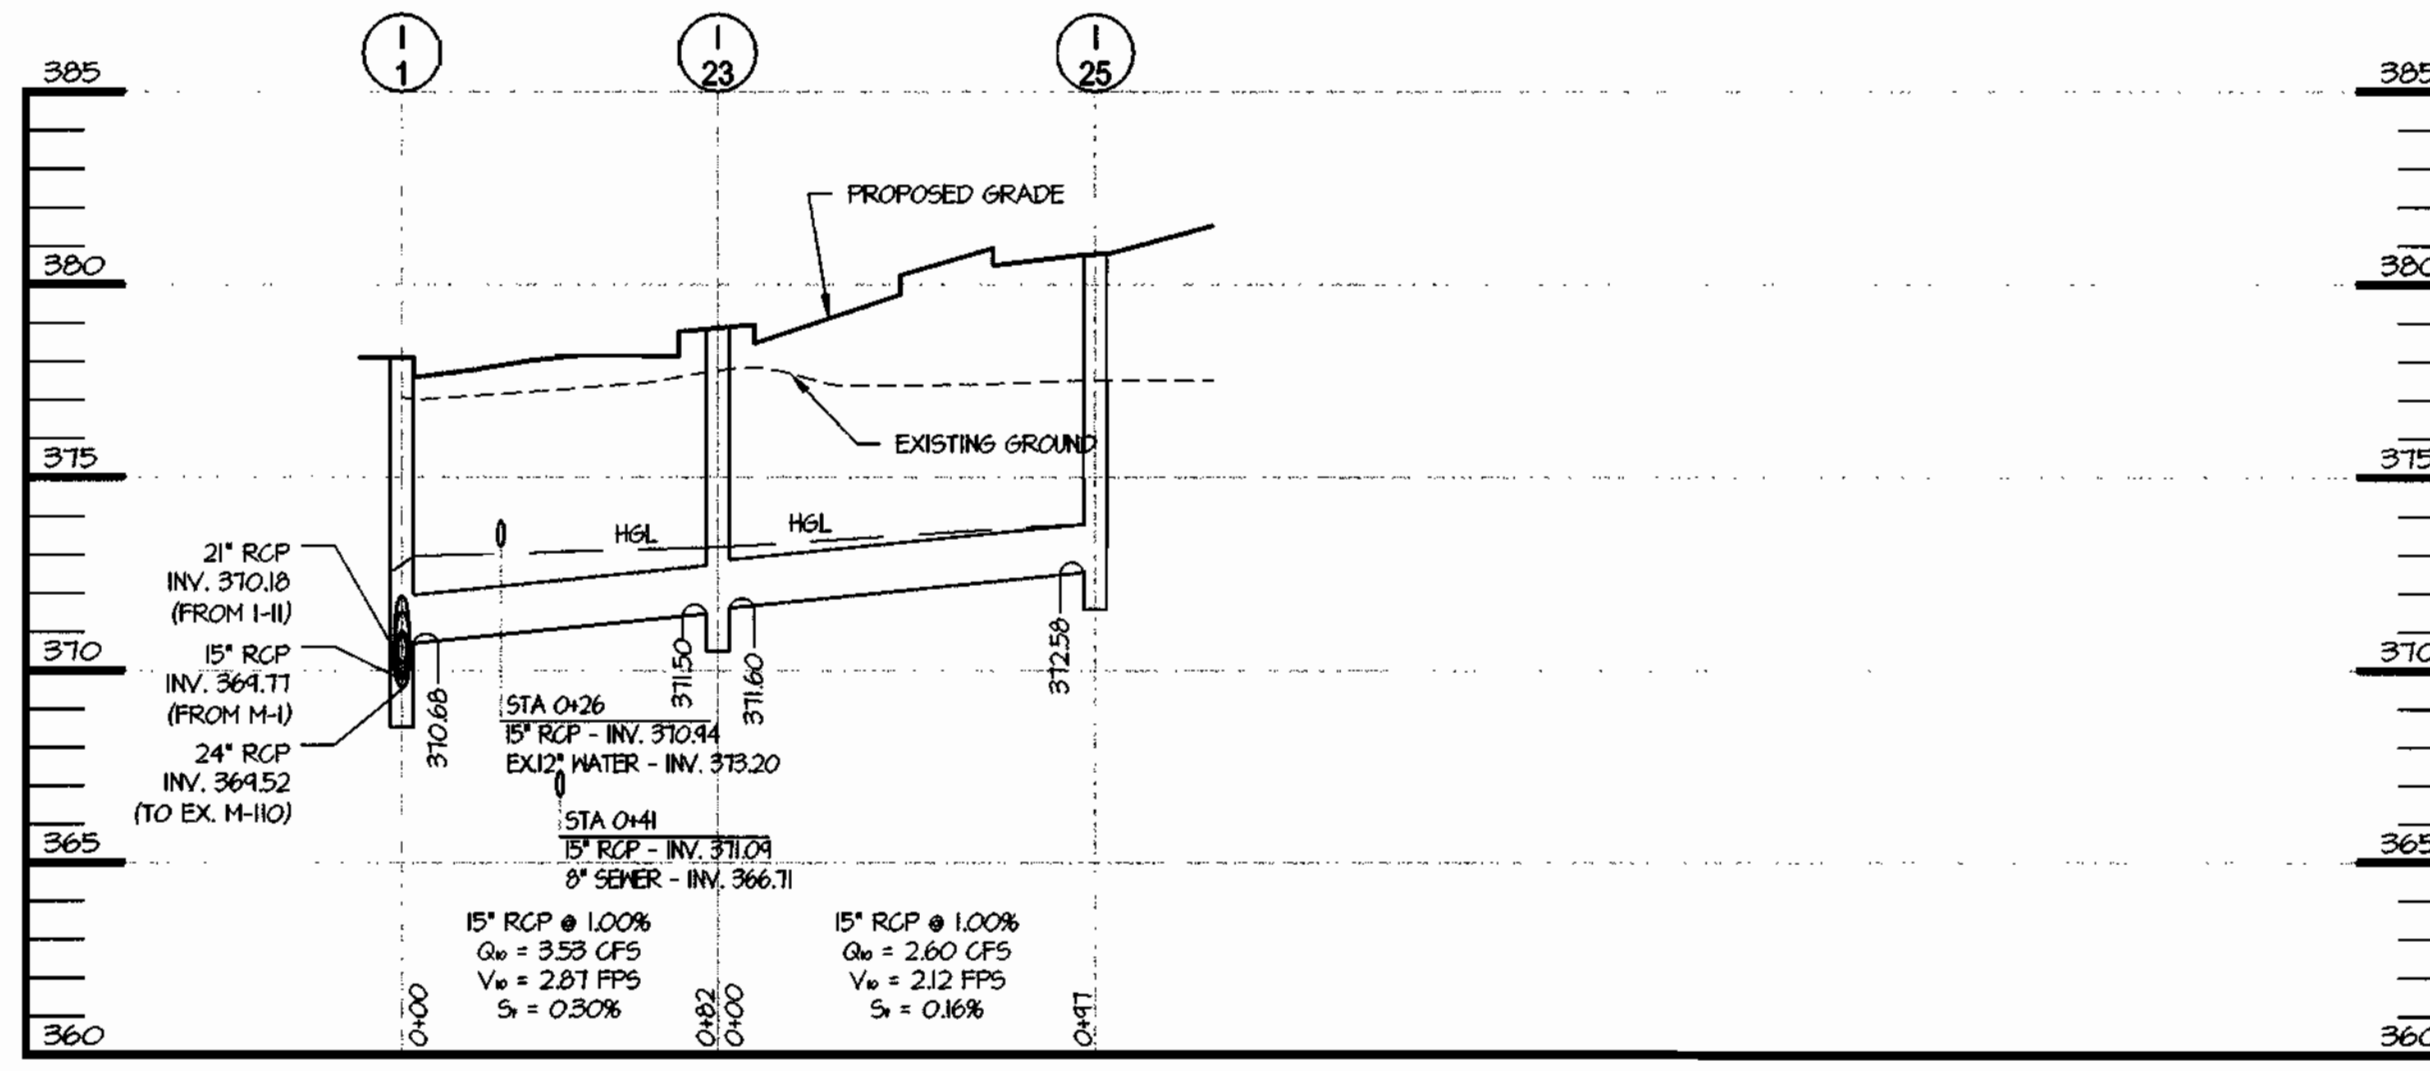 I
1
I
23
I
25
385
385
PROPOSED GRADE
380
380
EXISTING GROUND
375
375
HGL
HGL
21" RCP
INV. 370.18
(FROM I-11)
15" RCP
INV. 369.77
(FROM M-1)
24" RCP
INV. 369.52
(TO EX. M-110)
370
370
370.68
371.50
371.60
372.58
STA 0+26
15" RCP - INV. 370.94
EX.12" WATER - INV. 373.20
STA 0+41
15" RCP - INV. 371.09
8" SEWER - INV. 366.71
365
365
15" RCP @ 1.00%
Q10 = 3.53 CFS
V10 = 2.87 FPS
Sf = 0.30%
15" RCP @ 1.00%
Q10 = 2.60 CFS
V10 = 2.12 FPS
Sf = 0.16%
0+00
0+82
0+00
0+97
360
360